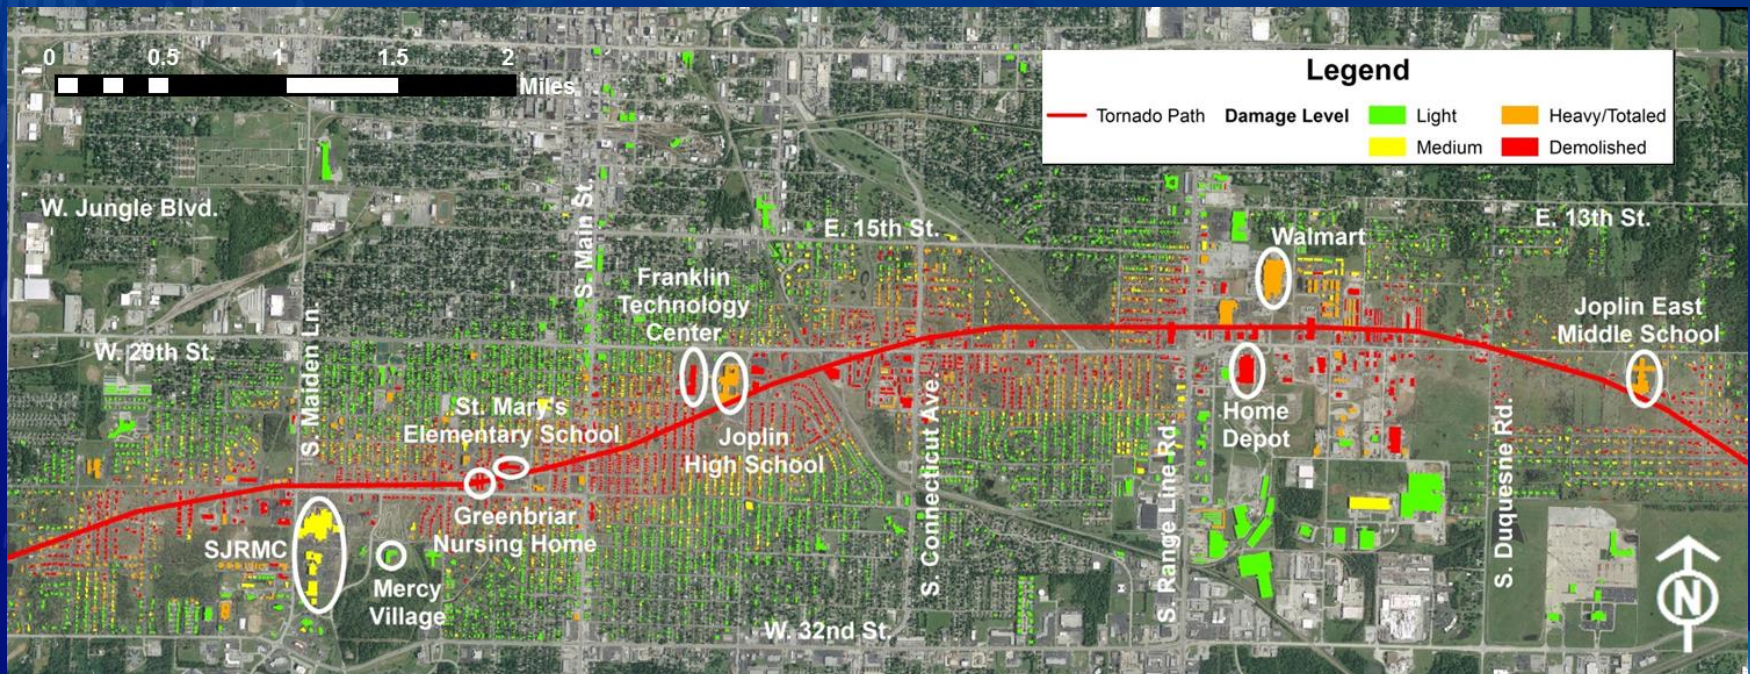 0 0.5 1 1.5 2
Miles
Legend
Tornado Path Damage Level Light Heavy/Totaled
Medium Demolished
W. Jungle Blvd.
S. Main St.
E. 15th St.
E. 13th St.
Walmart
Franklin
Technology
Center
Joplin East
Middle School
W. 20th St.
S. Maiden Ln.
St. Mary's
Elementary School
Joplin
High School
Home
Depot
S. Connecticut Ave.
S. Range Line Rd.
S. Duquesne Rd.
Greenbriar
Nursing Home
SJRMC
Mercy
Village
W. 32nd St.
N